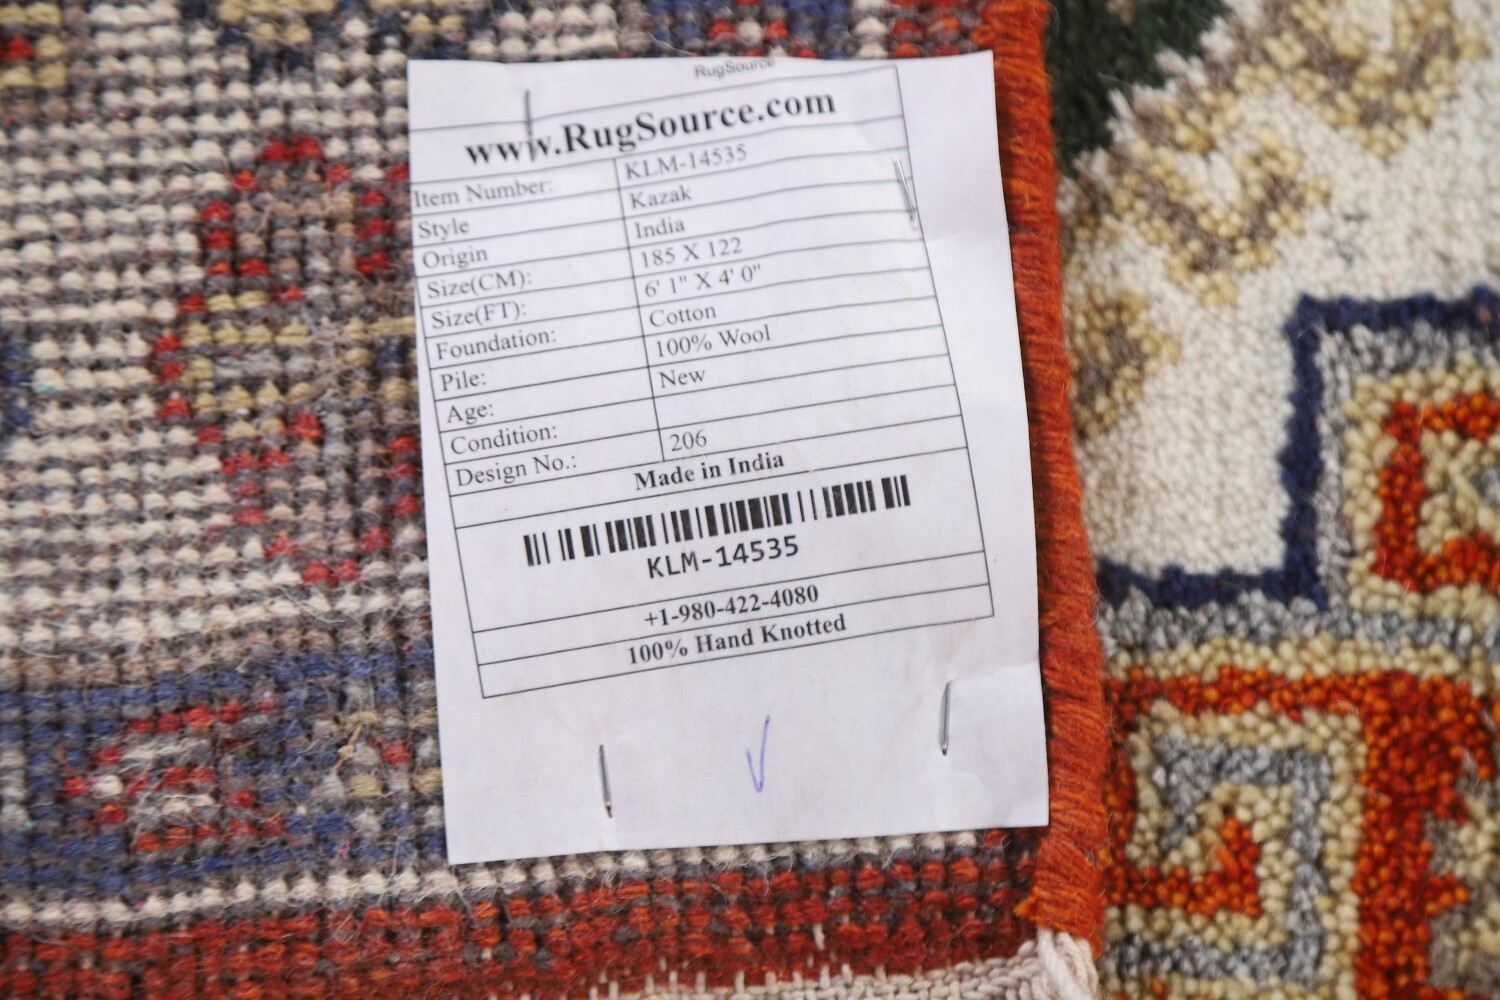 RugSource
www.RugSource.com
Item Number: KLM-14535
Style Kazak
Origin India
Size(CM): 185 X 122
Size(FT): 6' 1" X 4' 0"
Foundation: Cotton
Pile: 100% Wool
Age: New
Condition:
Design No.: 206
Made in India
KLM-14535
+1-980-422-4080
100% Hand Knotted